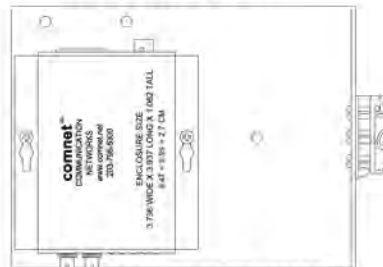 comnet™
COMMUNICATION
NETWORKS
www.comnet.net
203-796-5300
ENCLOSURE SIZE
3.736 WIDE X 3.937 LONG X 1.062 TALL
9.47 × 9.99 × 2.7 CM